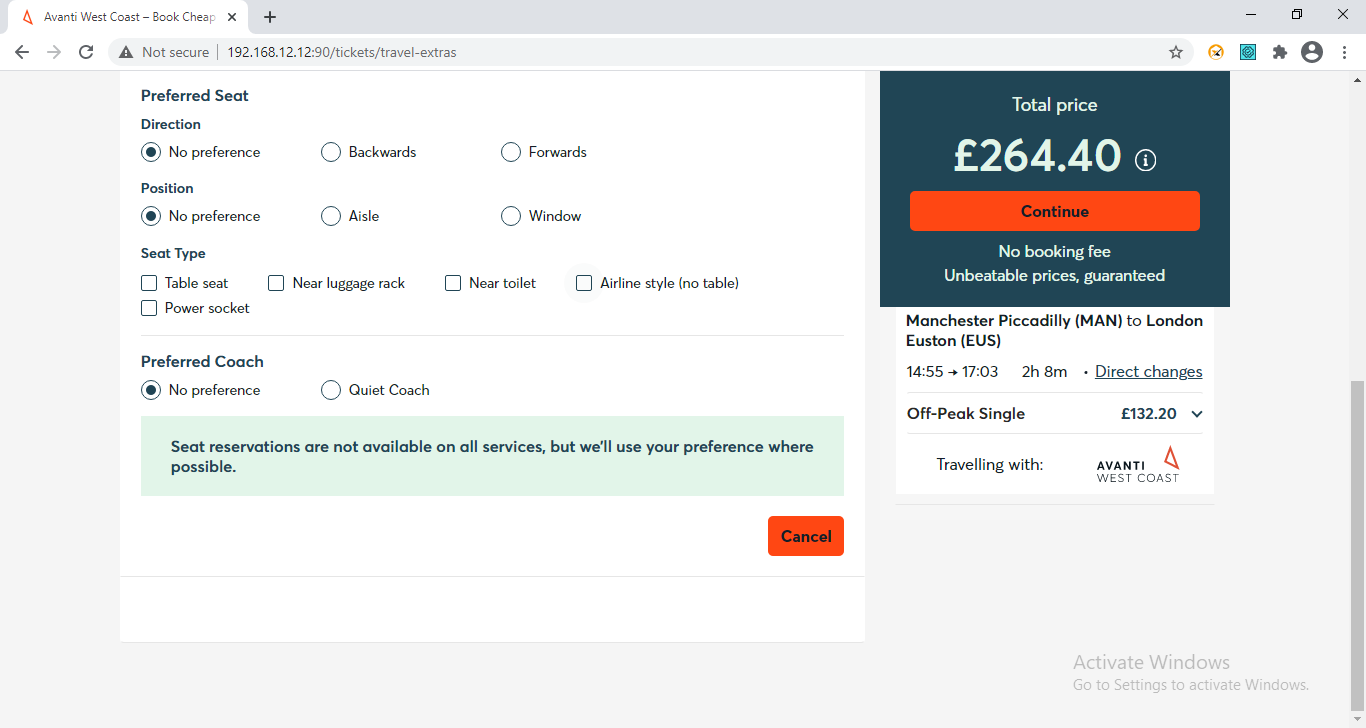 Avanti West Coast – Book Cheap
Not secure
192.168.12.12:90/tickets/travel-extras
Preferred Seat
Direction
No preference
Backwards
Forwards
Position
No preference
Aisle
Window
Seat Type
Table seat
Near luggage rack
Near toilet
Airline style (no table)
Power socket
Preferred Coach
No preference
Quiet Coach
Seat reservations are not available on all services, but we'll use your preference where
possible.
Cancel
Total price
£264.40
Continue
No booking fee
Unbeatable prices, guaranteed
Manchester Piccadilly (MAN) to London
Euston (EUS)
14:55 → 17:03 2h 8m • Direct changes
Off-Peak Single £132.20
Travelling with:
AVANTI
WEST COAST
Activate Windows
Go to Settings to activate Windows.